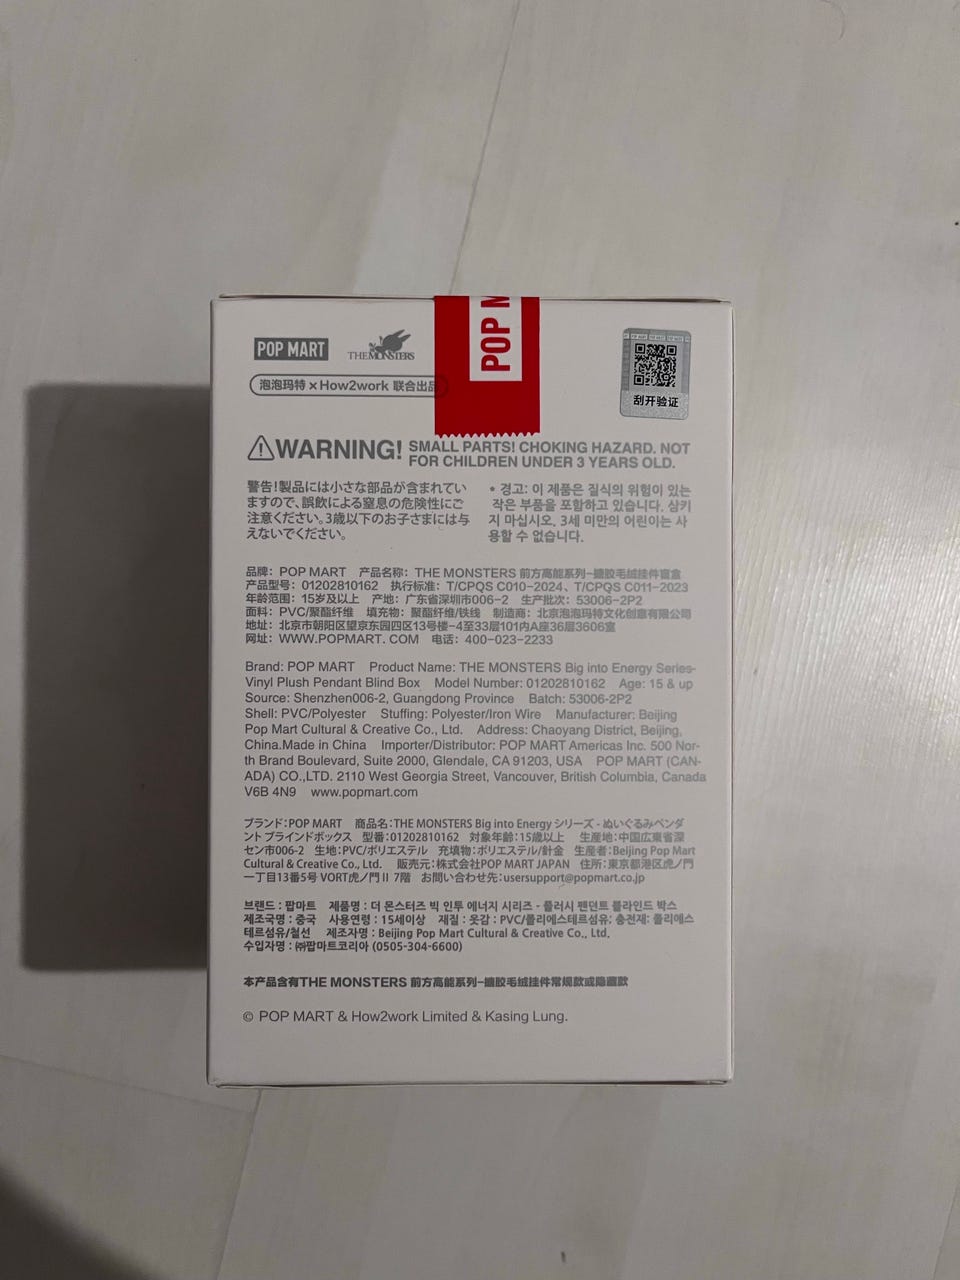 POP MART
THE MONSTERS
POP M
泡泡玛特 × How2work 联合出品
刮开验证
WARNING! SMALL PARTS! CHOKING HAZARD. NOT
FOR CHILDREN UNDER 3 YEARS OLD.
警告！製品には小さな部品が含まれてい
ますので、誤飲による窒息の危険性にご
注意ください。3歳以下のお子さまには与
えないでください。
• 경고: 이 제품은 질식의 위험이 있는
작은 부품을 포함하고 있습니다. 삼키
지 마십시오, 3세 미만의 어린이는 사
용할 수 없습니다.
品牌：POP MART 产品名称：THE MONSTERS 前方高能系列-搪胶毛绒挂件盲盒
产品型号：01202810162 执行标准：T/CPQS C010-2024、T/CPQS C011-2023
年龄范围：15岁及以上 产地：广东省深圳市006-2 生产批次：53006-2P2
面料：PVC/聚酯纤维 填充物：聚酯纤维/铁线 制造商：北京泡泡玛特文化创意有限公司
地址：北京市朝阳区望京东园四区13号楼-4至33层101内A座36层3606室
网址：WWW.POPMART.COM 电话：400-023-2233
Brand: POP MART Product Name: THE MONSTERS Big into Energy Series-
Vinyl Plush Pendant Blind Box Model Number: 01202810162 Age: 15 & up
Source: Shenzhen006-2, Guangdong Province Batch: 53006-2P2
Shell: PVC/Polyester Stuffing: Polyester/Iron Wire Manufacturer: Beijing
Pop Mart Cultural & Creative Co., Ltd. Address: Chaoyang District, Beijing,
China.Made in China Importer/Distributor: POP MART Americas Inc. 500 Nor-
th Brand Boulevard, Suite 2000, Glendale, CA 91203, USA POP MART (CAN-
ADA) CO.,LTD. 2110 West Georgia Street, Vancouver, British Columbia, Canada
V6B 4N9 www.popmart.com
ブランド：POP MART 商品名：THE MONSTERS Big into Energy シリーズ - ぬいぐるみペンダ
ント ブラインドボックス 型番：01202810162 対象年齢：15歳以上 生産地：中国広東省深
セン市006-2 生地：PVC/ポリエステル 充填物：ポリエステル/針金 生産者：Beijing Pop Mart
Cultural & Creative Co., Ltd. 販売元：株式会社POP MART JAPAN 住所：東京都港区虎ノ門
一丁目13番5号 VORT虎ノ門Ⅱ 7階 お問い合わせ先：usersupport@popmart.co.jp
브랜드 : 팝마트 제품명 : 더 몬스터즈 빅 인투 에너지 시리즈 - 플러시 펜던트 블라인드 박스
제조국명 : 중국 사용연령 : 15세이상 재질 : 옷감 : PVC/폴리에스테르섬유; 충전재: 폴리에스
테르섬유/철선 제조자명 : Beijing Pop Mart Cultural & Creative Co., Ltd.
수입자명 : ㈜팝마트코리아 (0505-304-6600)
本产品含有THE MONSTERS 前方高能系列-搪胶毛绒挂件常规款或隐藏款
© POP MART & How2work Limited & Kasing Lung.